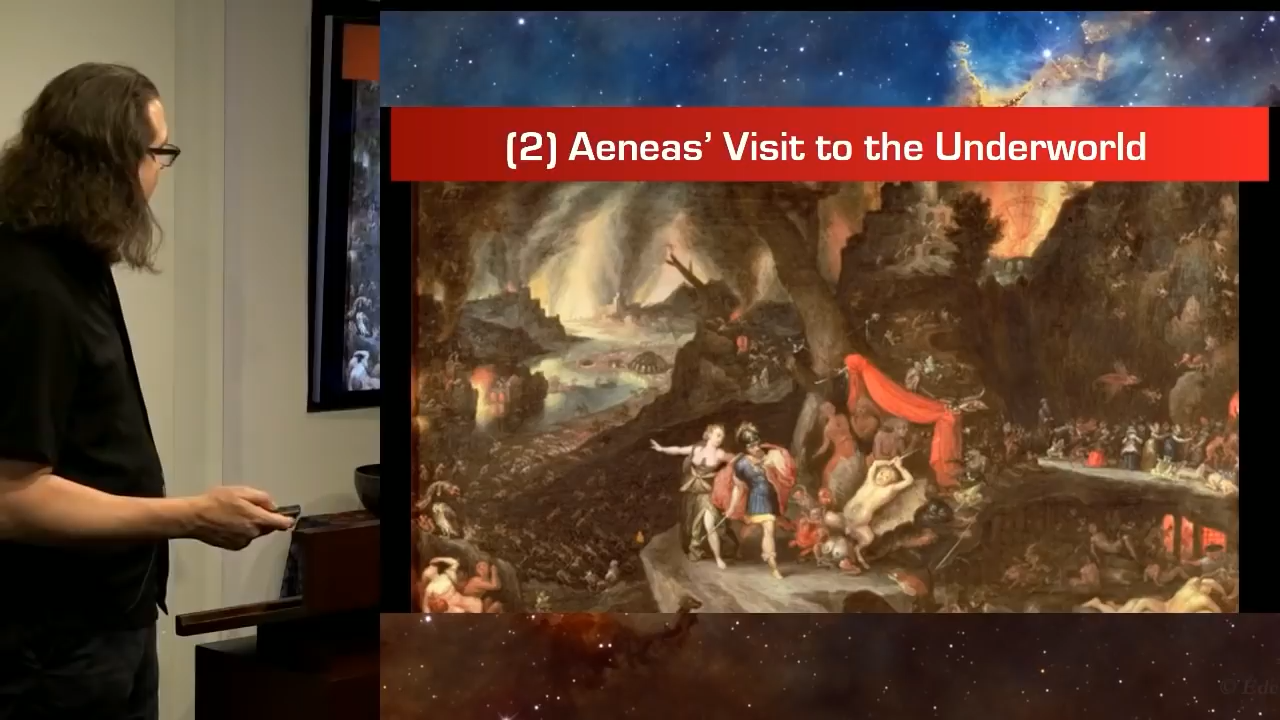 (2) Aeneas’ Visit to the Underworld